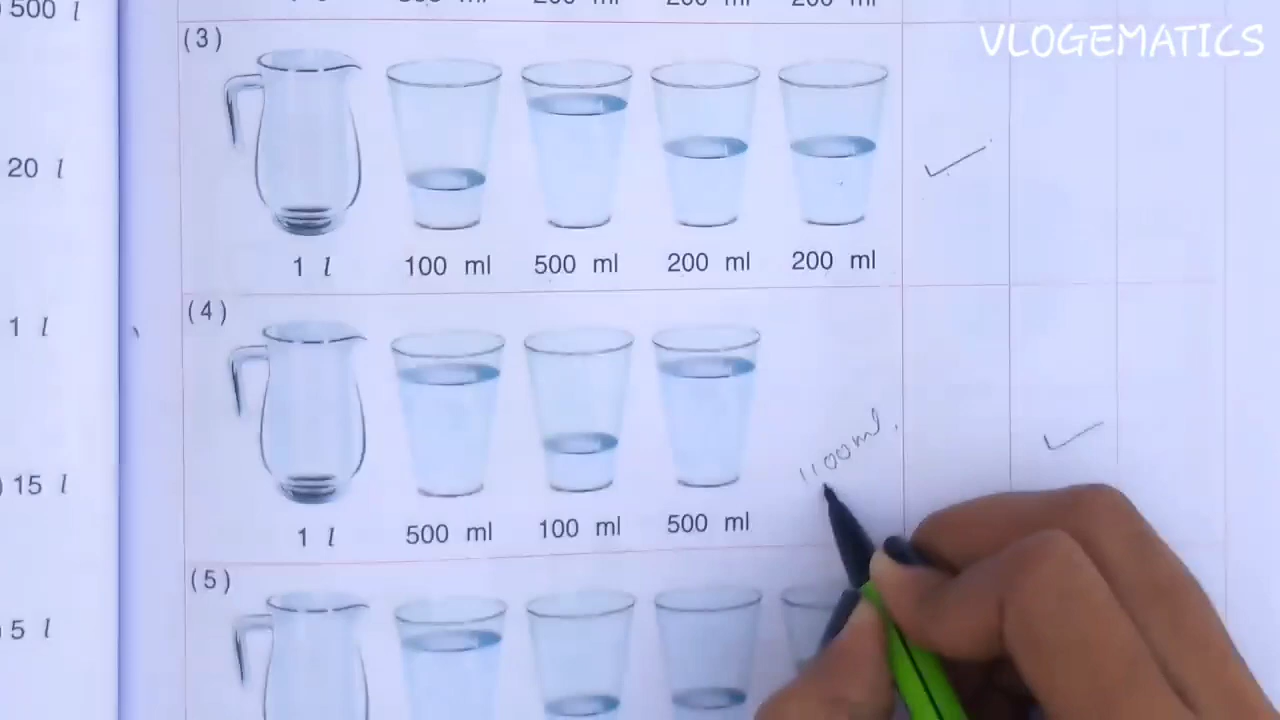 500 l
VLOGEMATICS
(3)
20 l
1 l 100 ml 500 ml 200 ml 200 ml
(4)
1 l
1100ml.
15 l
1 l 500 ml 100 ml 500 ml
(5)
5 l